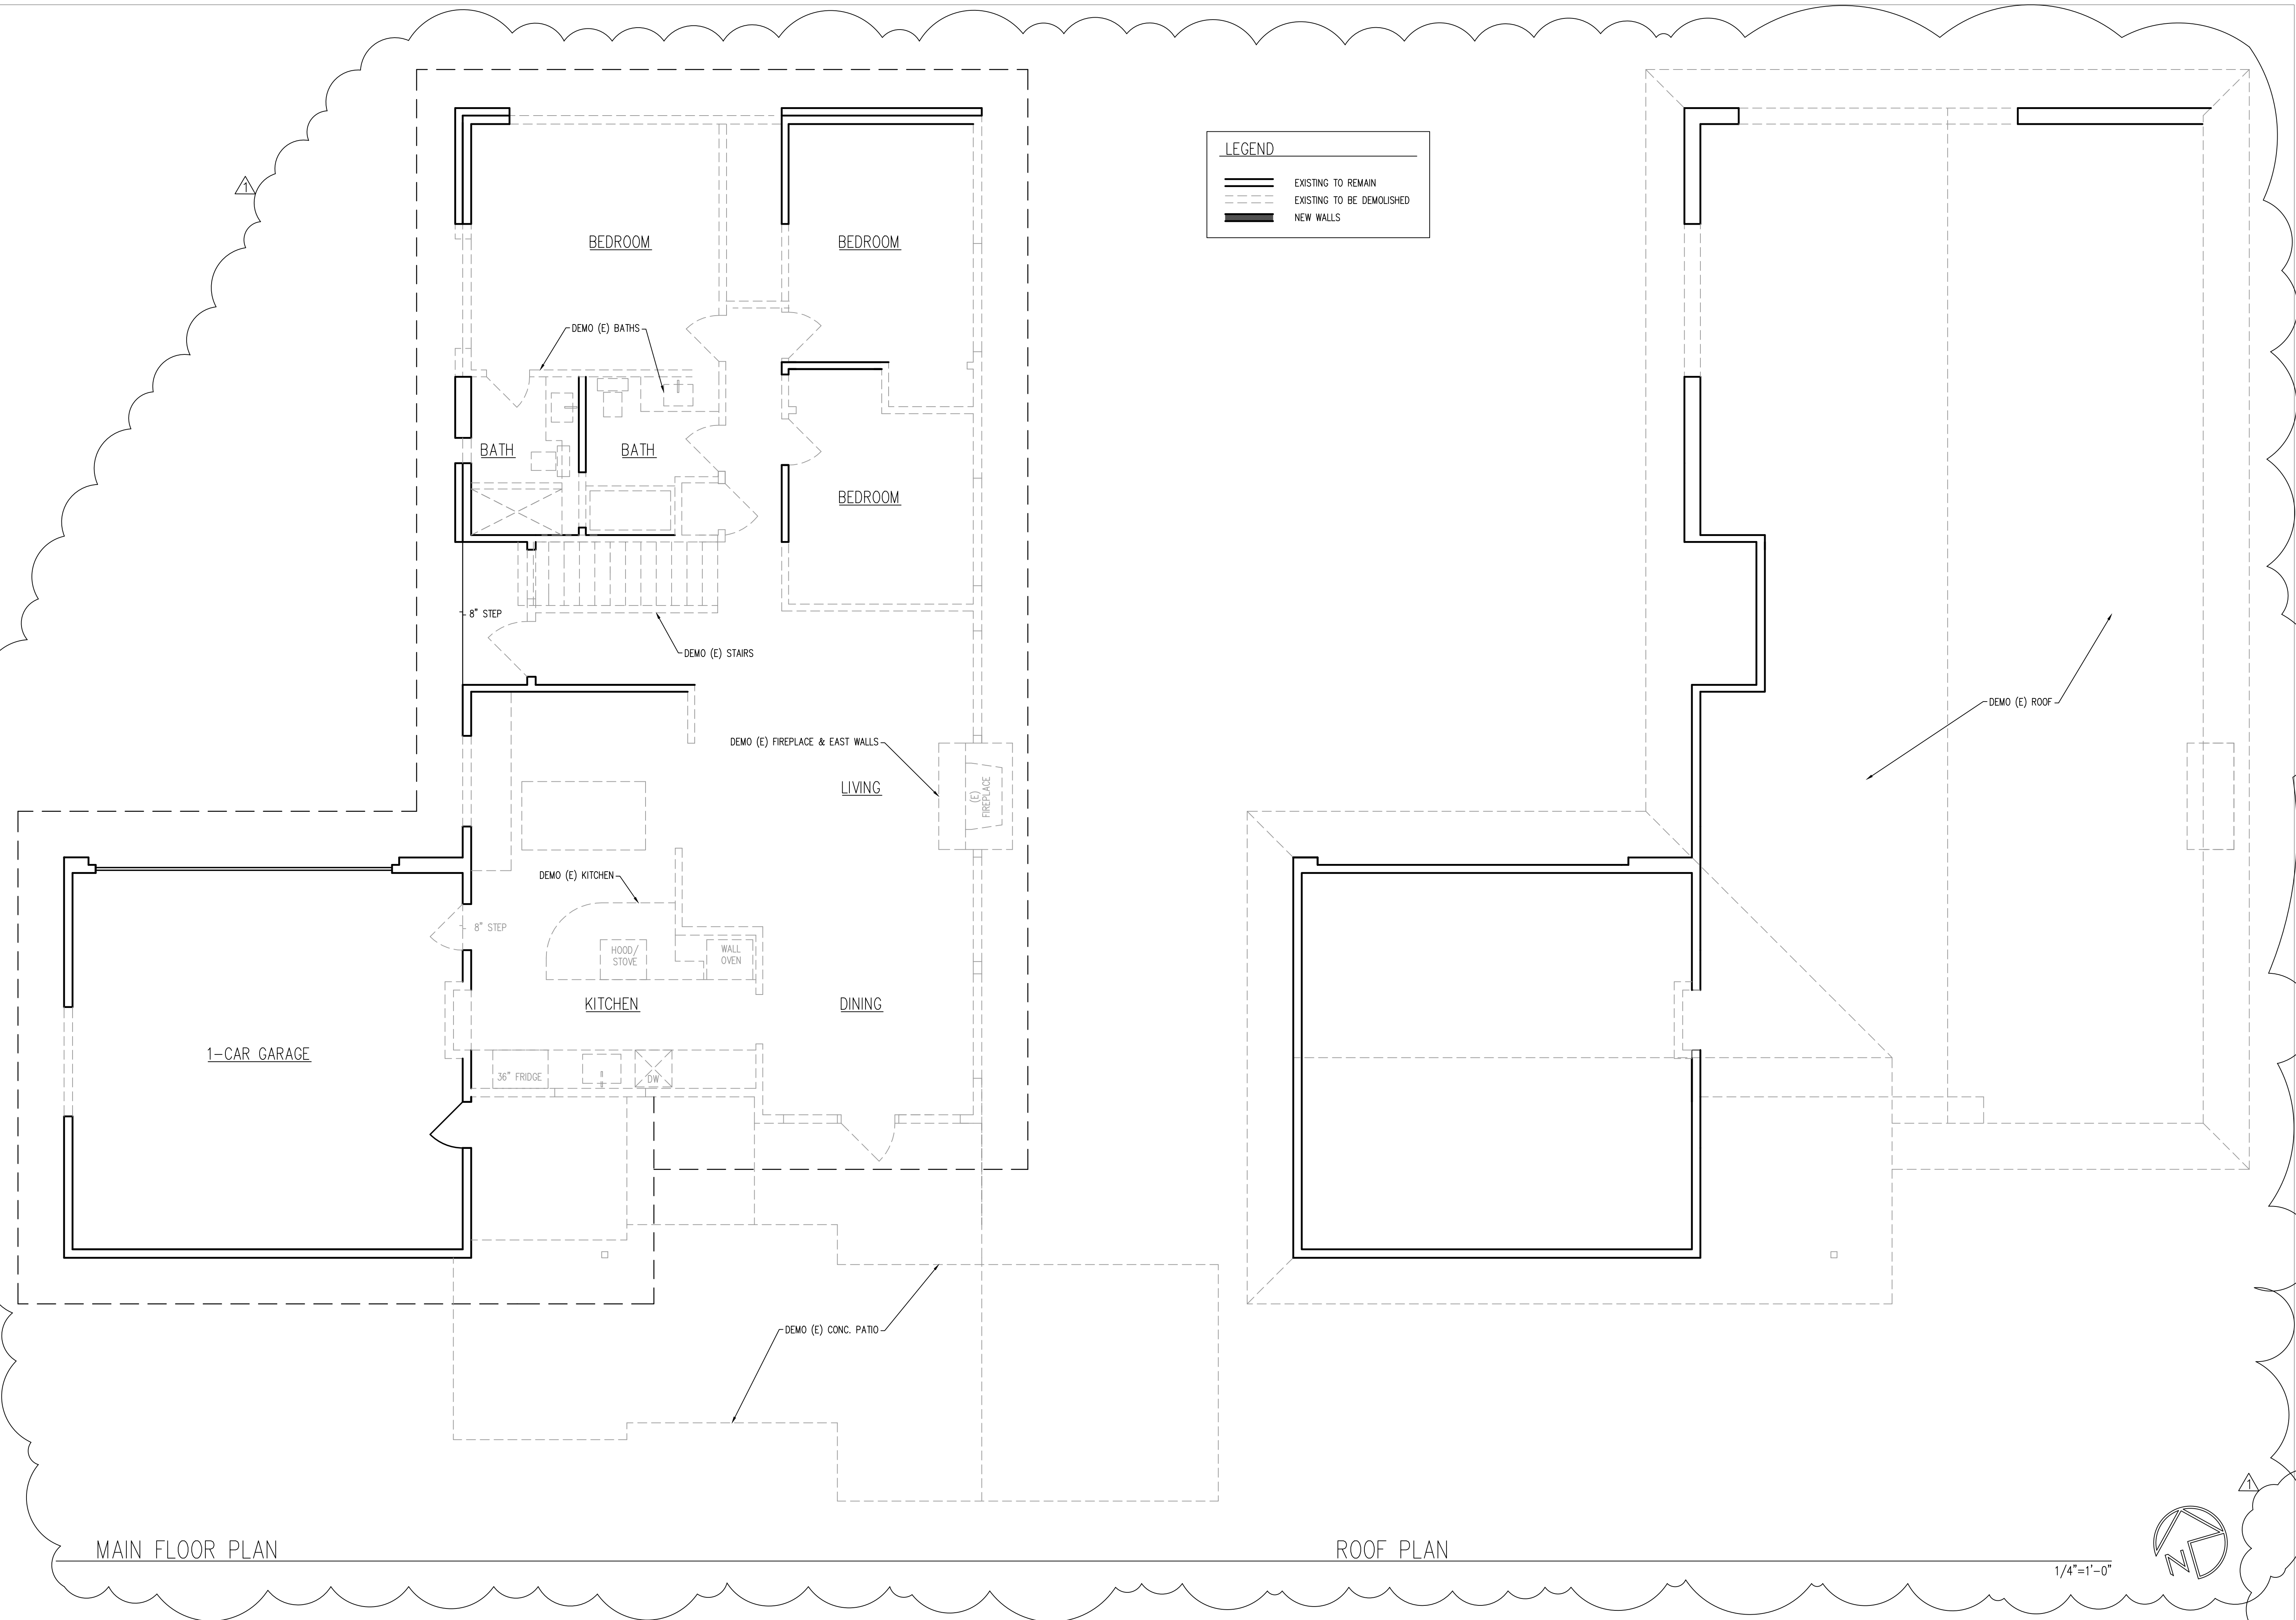 LEGEND
EXISTING TO REMAIN
EXISTING TO BE DEMOLISHED
NEW WALLS
1
BEDROOM
BEDROOM
DEMO (E) BATHS
BATH
BATH
BEDROOM
8" STEP
DEMO (E) STAIRS
DEMO (E) ROOF
DEMO (E) FIREPLACE & EAST WALLS
LIVING
(E)
FIREPLACE
DEMO (E) KITCHEN
8" STEP
HOOD/
STOVE
WALL
OVEN
KITCHEN
DINING
1-CAR GARAGE
36" FRIDGE
DW
DEMO (E) CONC. PATIO
1
MAIN FLOOR PLAN
ROOF PLAN
1/4"=1'-0"
N